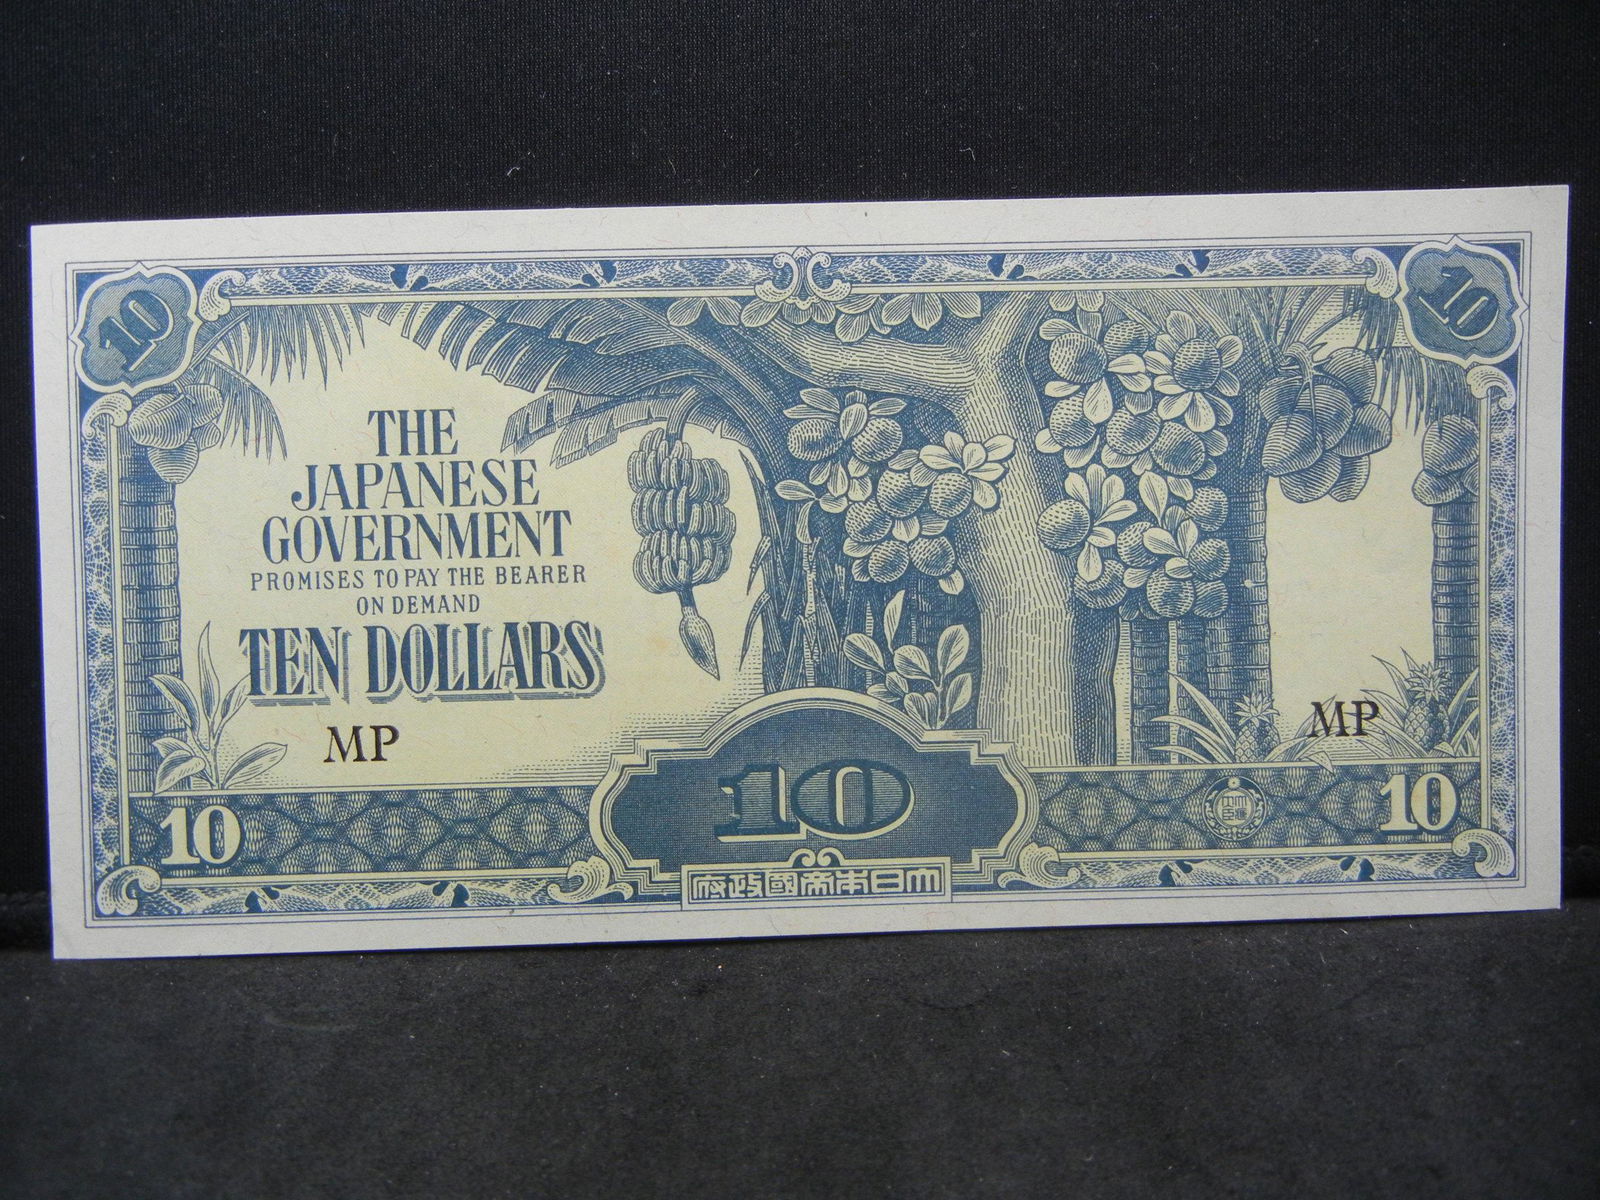 10
10
THE
JAPANESE
GOVERNMENT
PROMISES TO PAY THE BEARER
ON DEMAND
TEN DOLLARS
MP
MP
10
10
10
府政國帝本日大